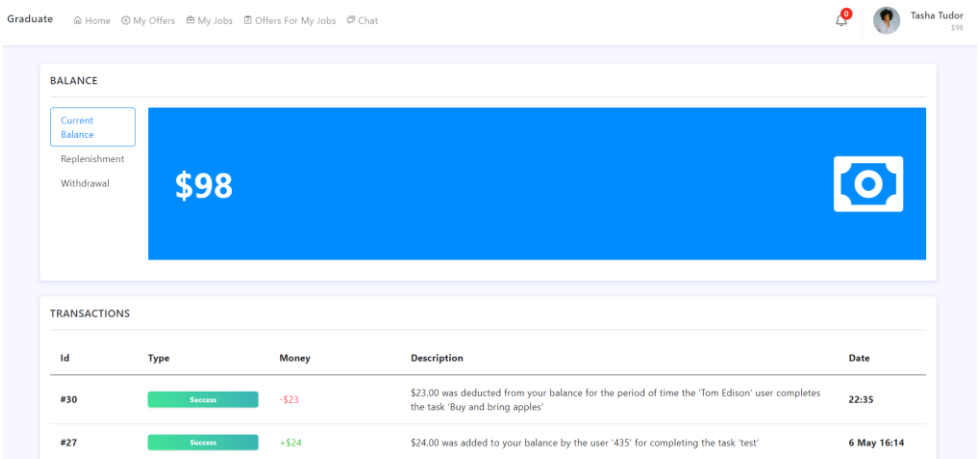 Graduate Home My Offers My Jobs Offers For My Jobs Chat 0 Tasha Tudor
$98
BALANCE
Current
Balance
Replenishment
Withdrawal
$98
TRANSACTIONS
Id Type Money Description Date
#30 Success -$23 $23.00 was deducted from your balance for the period of time the 'Tom Edison' user completes
the task 'Buy and bring apples' 22:35
#27 Success +$24 $24.00 was added to your balance by the user '435' for completing the task 'test' 6 May 16:14